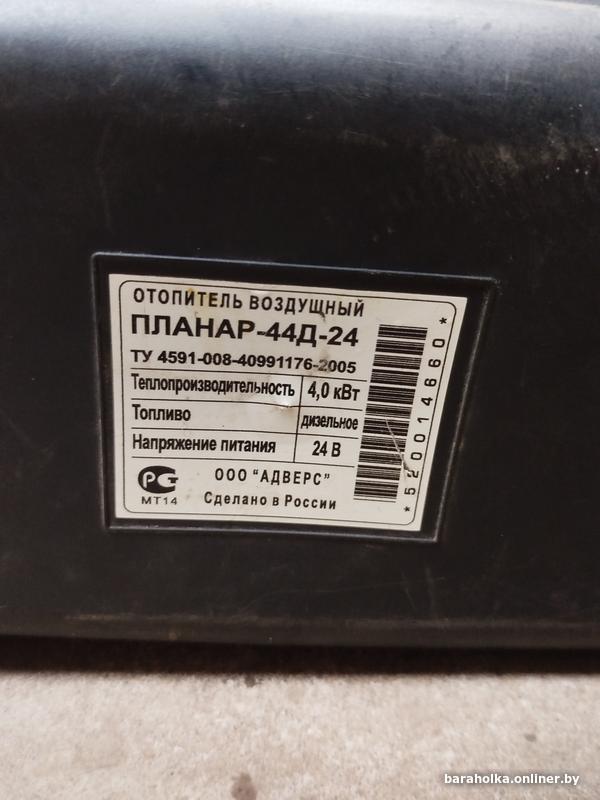 ОТОПИТЕЛЬ ВОЗДУШНЫЙ
ПЛАНАР-44Д-24
ТУ 4591-008-40991176-2005
Теплопроизводительность 4,0 кВт
Топливо дизельное
Напряжение питания 24 В
РС ООО "АДВЕРС"
МТ14 Сделано в России
*5200014660*
baraholka.onliner.by